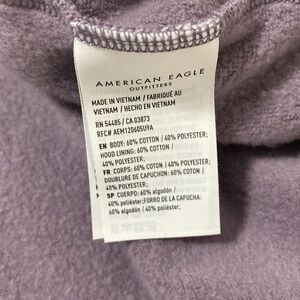 AMERICAN EAGLE
OUTFITTERS
MADE IN VIETNAM / FABRIQUÉ AU
VIETNAM / HECHO EN VIETNAM
RN 54485 / CA 03873
RFC# AEM120605U9A
EN BODY: 60% COTTON / 40% POLYESTER;
HOOD LINING: 60% COTTON /
40% POLYESTER;
FR CORPS: 60% COTON / 40% POLYESTER;
DOUBLURE DE CAPUCHON: 60% COTON /
40% POLYESTER;
SP CUERPO: 60% algodón /
40% poliéster;FORRO DE LA CAPUCHA:
60% algodón / 40% poliéster;